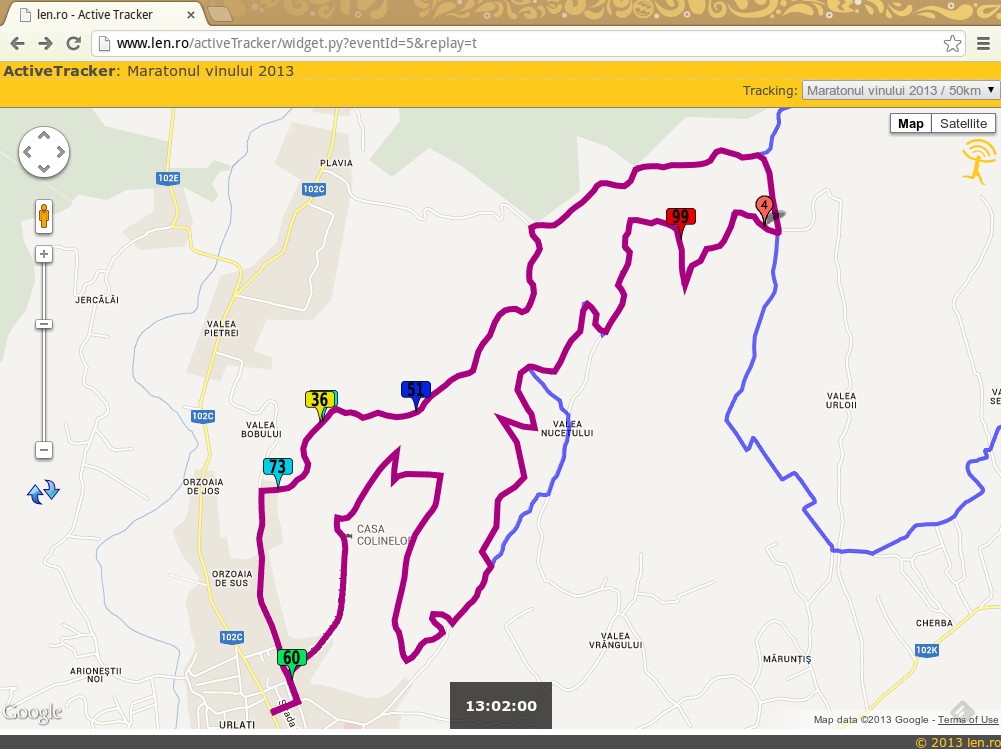 len.ro - Active Tracker
www.len.ro/activeTracker/widget.py?eventId=5&replay=t
ActiveTracker: Maratonul vinului 2013
Tracking: Maratonul vinului 2013 / 50km
Map Satellite
PLAVIA
102E
102C
4
99
JERCĂLĂI
VALEA
PIETREI
51
36
VALEA
URLOII
VA
SE
102C
VALEA
BOBULUI
VALEA
NUCETULUI
73
ORZOAIA
DE JOS
CASA
COLINELOR
ORZOAIA
DE SUS
102C
CHERBA
VALEA
VRÂNGULUI
102K
60
MĂRUNȚIȘ
ARIONEȘTII
NOI
Strada
13:02:00
Google
URLATI
Map data ©2013 Google - Terms of Use
© 2013 len.ro